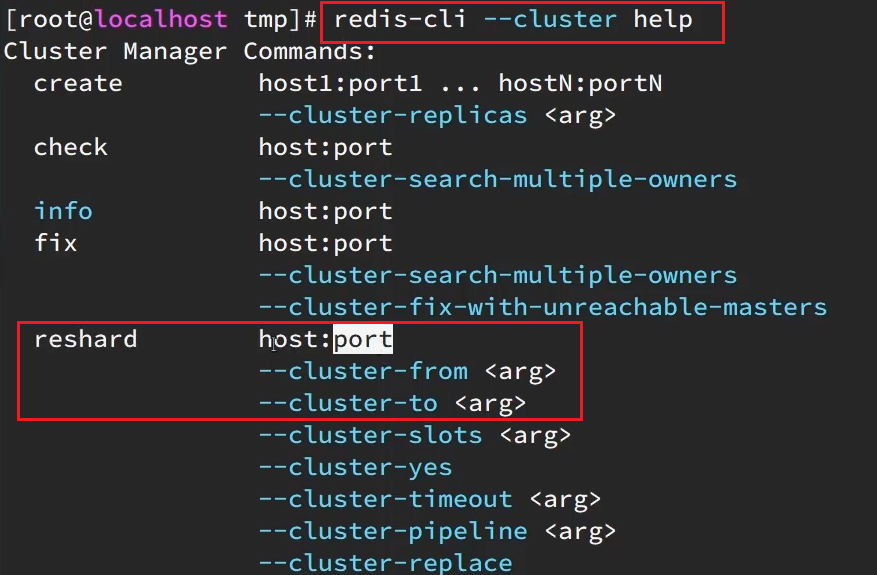 [root@localhost tmp]# redis-cli --cluster help
Cluster Manager Commands:
  create         host1:port1 ... hostN:portN
                 --cluster-replicas <arg>
  check          host:port
                 --cluster-search-multiple-owners
  info           host:port
  fix            host:port
                 --cluster-search-multiple-owners
                 --cluster-fix-with-unreachable-masters
  reshard        host:port
                 --cluster-from <arg>
                 --cluster-to <arg>
                 --cluster-slots <arg>
                 --cluster-yes
                 --cluster-timeout <arg>
                 --cluster-pipeline <arg>
                 --cluster-replace